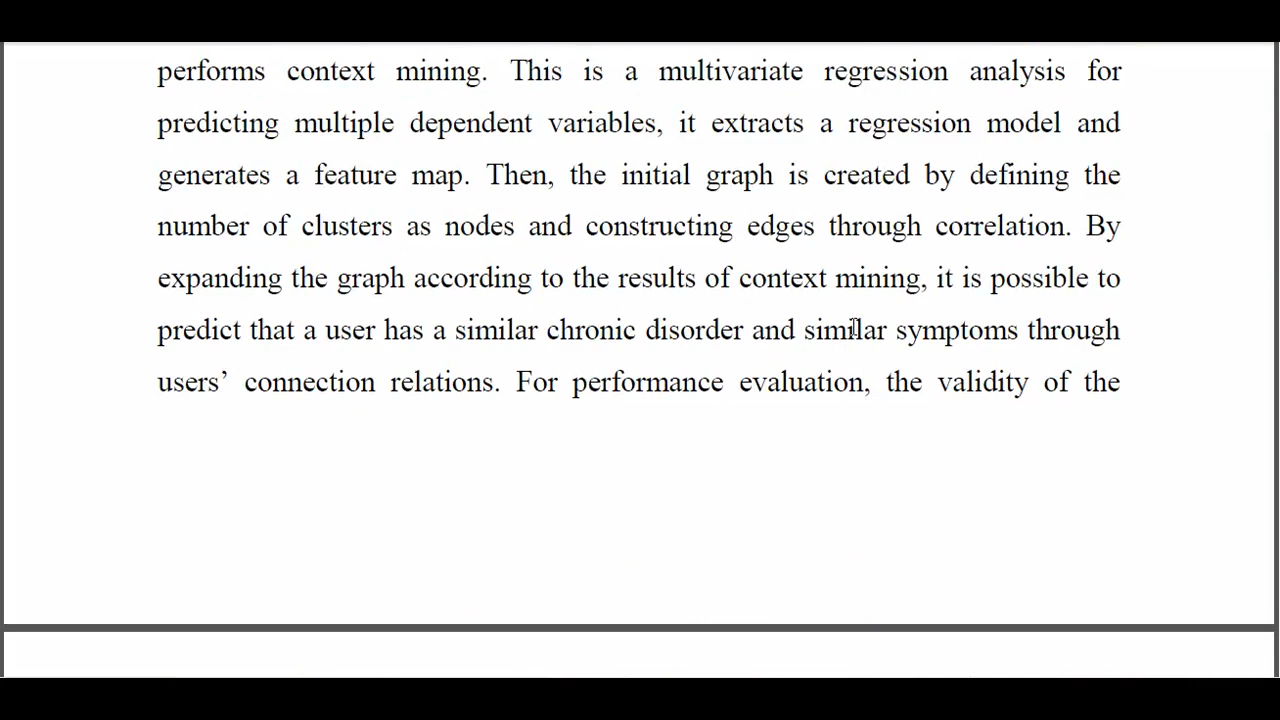 performs context mining. This is a multivariate regression analysis for
predicting multiple dependent variables, it extracts a regression model and
generates a feature map. Then, the initial graph is created by defining the
number of clusters as nodes and constructing edges through correlation. By
expanding the graph according to the results of context mining, it is possible to
predict that a user has a similar chronic disorder and similar symptoms through
users’ connection relations. For performance evaluation, the validity of the